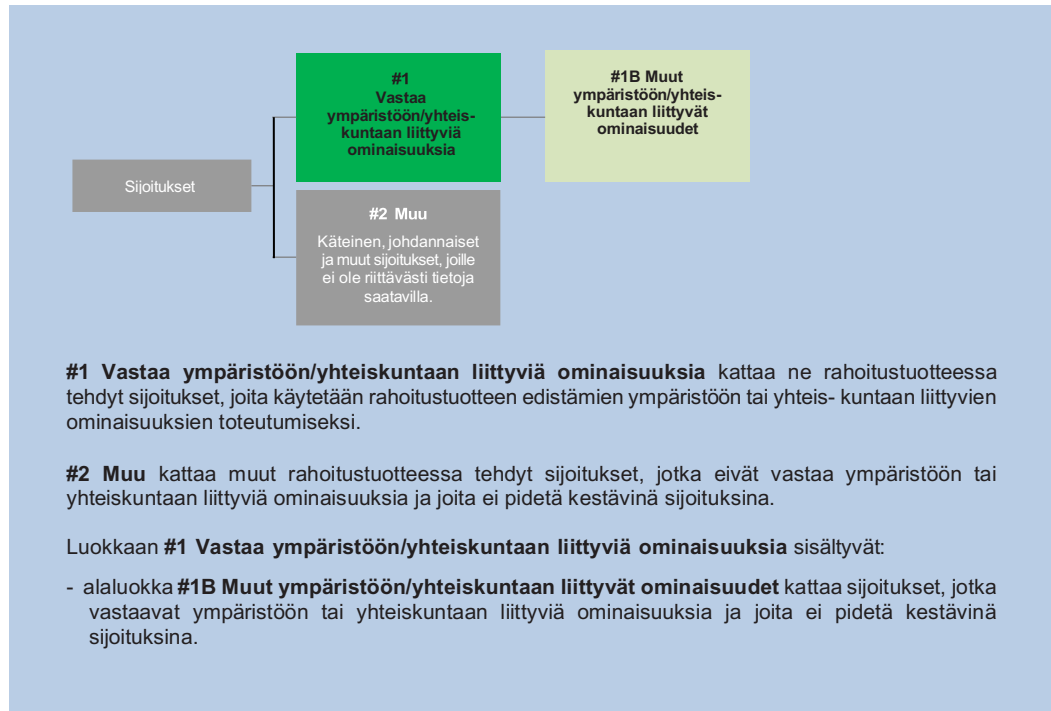 #1
Vastaa
ympäristöön/yhteis-
kuntaan liittyviä
ominaisuuksia
#1B Muut
ympäristöön/yhteis-
kuntaan liittyvät
ominaisuudet
Sijoitukset
#2 Muu
Käteinen, johdannaiset
ja muut sijoitukset, joille
ei ole riittävästi tietoja
saatavilla.
#1 Vastaa ympäristöön/yhteiskuntaan liittyviä ominaisuuksia kattaa ne rahoitustuotteessa
tehdyt sijoitukset, joita käytetään rahoitustuotteen edistämien ympäristöön tai yhteis- kuntaan liittyvien
ominaisuuksien toteutumiseksi.
#2 Muu kattaa muut rahoitustuotteessa tehdyt sijoitukset, jotka eivät vastaa ympäristöön tai
yhteiskuntaan liittyviä ominaisuuksia ja joita ei pidetä kestävinä sijoituksina.
Luokkaan #1 Vastaa ympäristöön/yhteiskuntaan liittyviä ominaisuuksia sisältyvät:
- alaluokka #1B Muut ympäristöön/yhteiskuntaan liittyvät ominaisuudet kattaa sijoitukset, jotka
vastaavat ympäristöön tai yhteiskuntaan liittyviä ominaisuuksia ja joita ei pidetä kestävinä
sijoituksina.